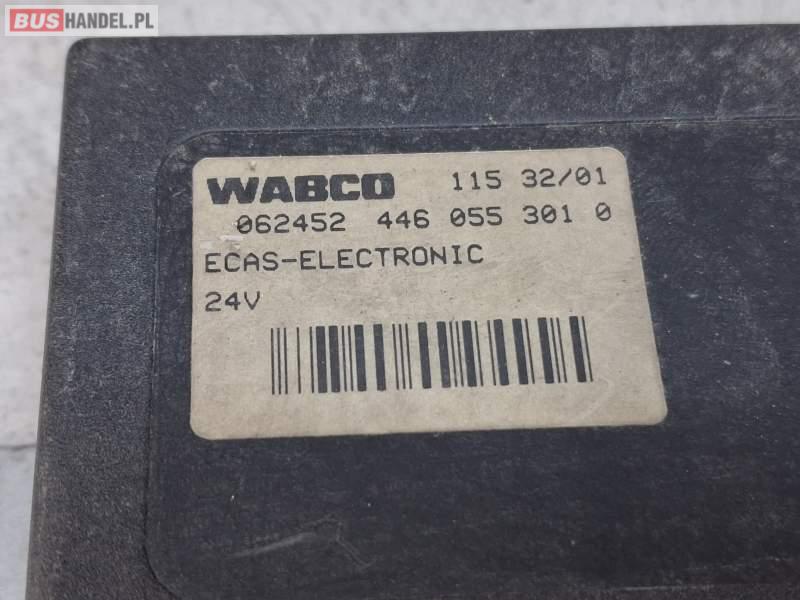 BUSHANDEL.PL
WABCO 115 32/01
062452 446 055 301 0
ECAS-ELECTRONIC
24V